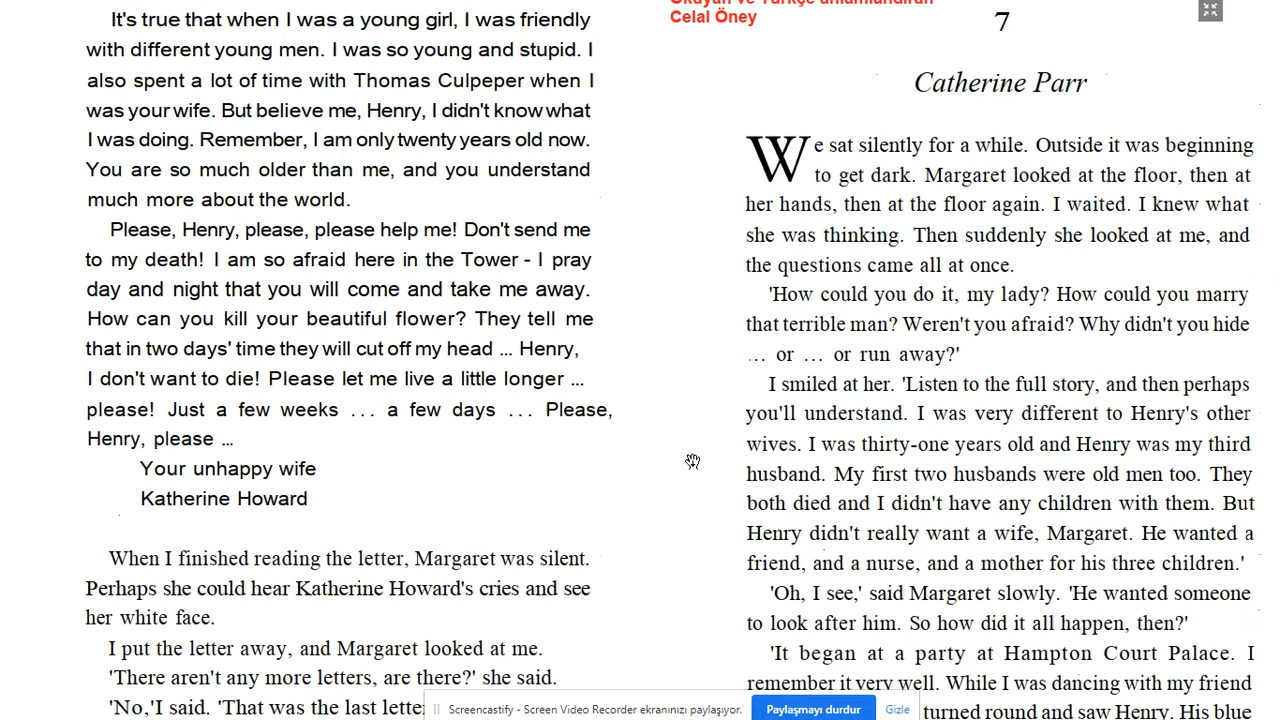 It's true that when I was a young girl, I was friendly
with different young men. I was so young and stupid. I
also spent a lot of time with Thomas Culpeper when I
was your wife. But believe me, Henry, I didn't know what
I was doing. Remember, I am only twenty years old now.
You are so much older than me, and you understand
much more about the world.
Please, Henry, please, please help me! Don't send me
to my death! I am so afraid here in the Tower - I pray
day and night that you will come and take me away.
How can you kill your beautiful flower? They tell me
that in two days' time they will cut off my head ... Henry,
I don't want to die! Please let me live a little longer ...
please! Just a few weeks ... a few days ... Please,
Henry, please ...
Your unhappy wife
Katherine Howard
When I finished reading the letter, Margaret was silent.
Perhaps she could hear Katherine Howard's cries and see
her white face.
I put the letter away, and Margaret looked at me.
'There aren't any more letters, are there?' she said.
'No,'I said. 'That was the last lette
Okuyan ve Türkçe anlamlandıran
Celal Öney
7
Catherine Parr
We sat silently for a while. Outside it was beginning
to get dark. Margaret looked at the floor, then at
her hands, then at the floor again. I waited. I knew what
she was thinking. Then suddenly she looked at me, and
the questions came all at once.
'How could you do it, my lady? How could you marry
that terrible man? Weren't you afraid? Why didn't you hide
... or ... or run away?'
I smiled at her. 'Listen to the full story, and then perhaps
you'll understand. I was very different to Henry's other
wives. I was thirty-one years old and Henry was my third
husband. My first two husbands were old men too. They
both died and I didn't have any children with them. But
Henry didn't really want a wife, Margaret. He wanted a
friend, and a nurse, and a mother for his three children.'
'Oh, I see,' said Margaret slowly. 'He wanted someone
to look after him. So how did it all happen, then?'
'It began at a party at Hampton Court Palace. I
remember it very well. While I was dancing with my friend
turned round and saw Henry. His blue
Screencastify - Screen Video Recorder ekranınızı paylaşıyor.
Paylaşmayı durdur
Gizle